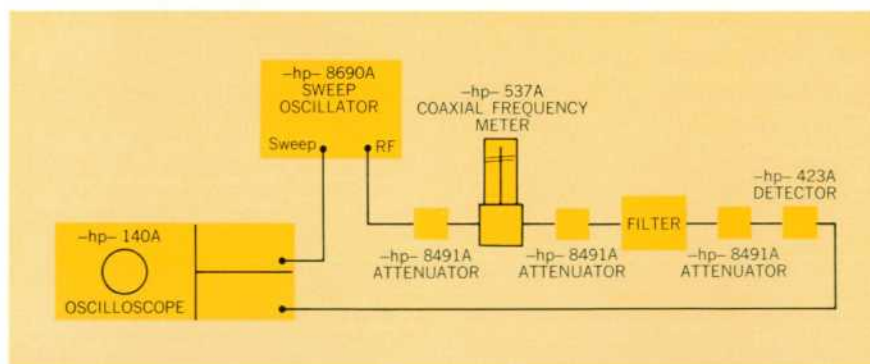 -hp- 8690A
SWEEP
OSCILLATOR
Sweep
RF
-hp- 537A
COAXIAL FREQUENCY
METER
-hp- 423A
DETECTOR
-hp- 140A
OSCILLOSCOPE
-hp- 8491A
ATTENUATOR
-hp- 8491A
ATTENUATOR
FILTER
-hp- 8491A
ATTENUATOR